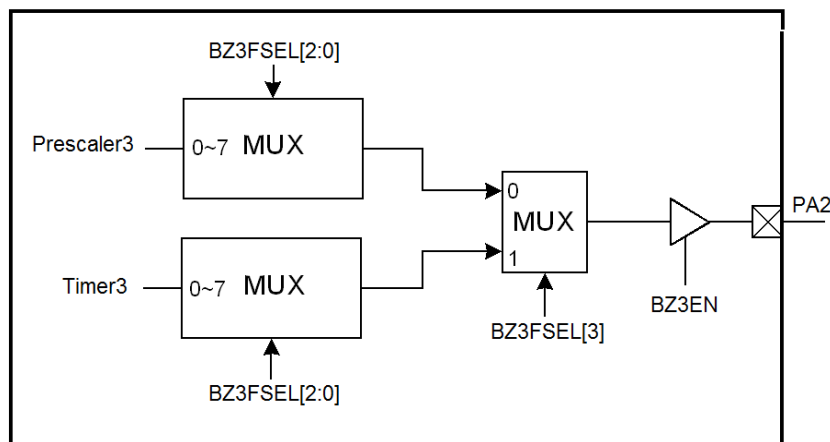 BZ3FSEL[2:0]
Prescaler3
0~7 MUX
0
MUX
1
PA2
Timer3
0~7 MUX
BZ3EN
BZ3FSEL[3]
BZ3FSEL[2:0]